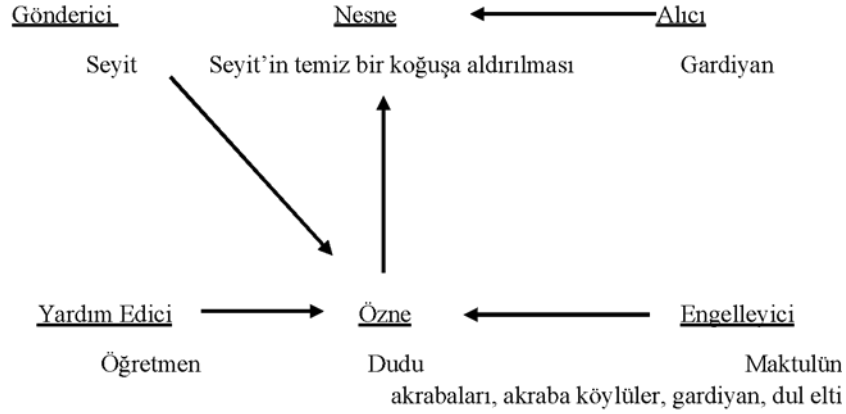 Gönderici Nesne Alıcı
Seyit Seyit’in temiz bir koğuşa aldırılması Gardiyan
Yardım Edici Özne Engelleyici
Öğretmen Dudu Maktulün
akrabaları, akraba köylüler, gardiyan, dul elti